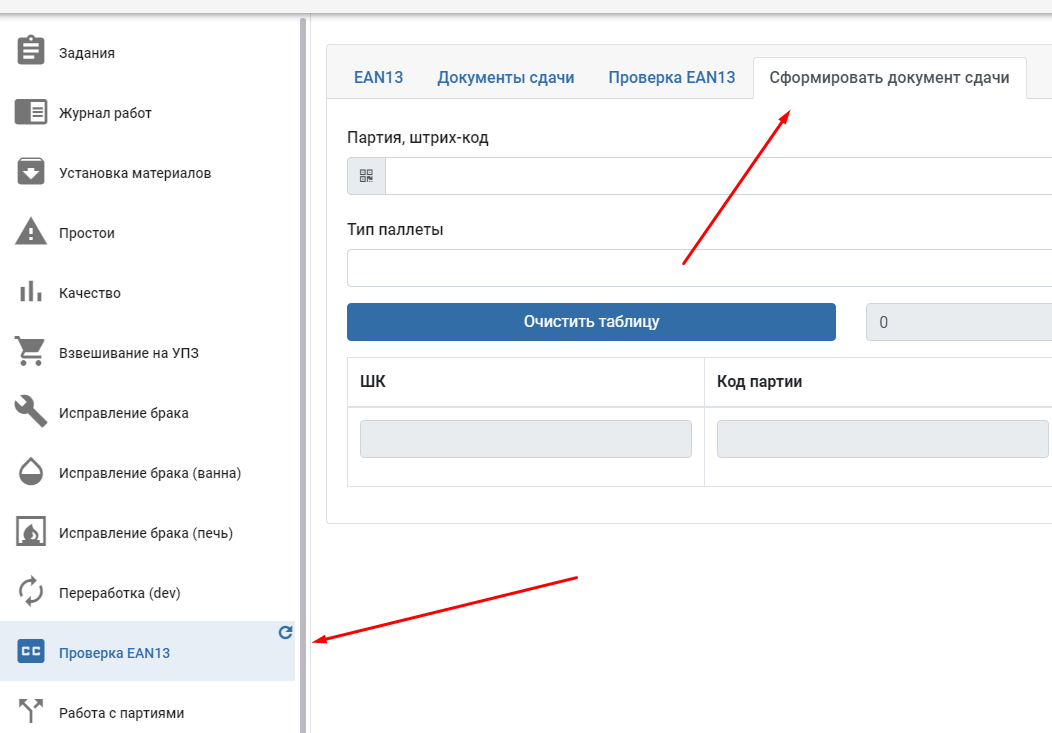 Задания
Журнал работ
Установка материалов
Простои
Качество
Взвешивание на УПЗ
Исправление брака
Исправление брака (ванна)
Исправление брака (печь)
Переработка (dev)
CC Проверка EAN13
Работа с партиями
EAN13 Документы сдачи Проверка EAN13 Сформировать документ сдачи
Партия, штрих-код
Тип паллеты
Очистить таблицу 0
ШК Код партии